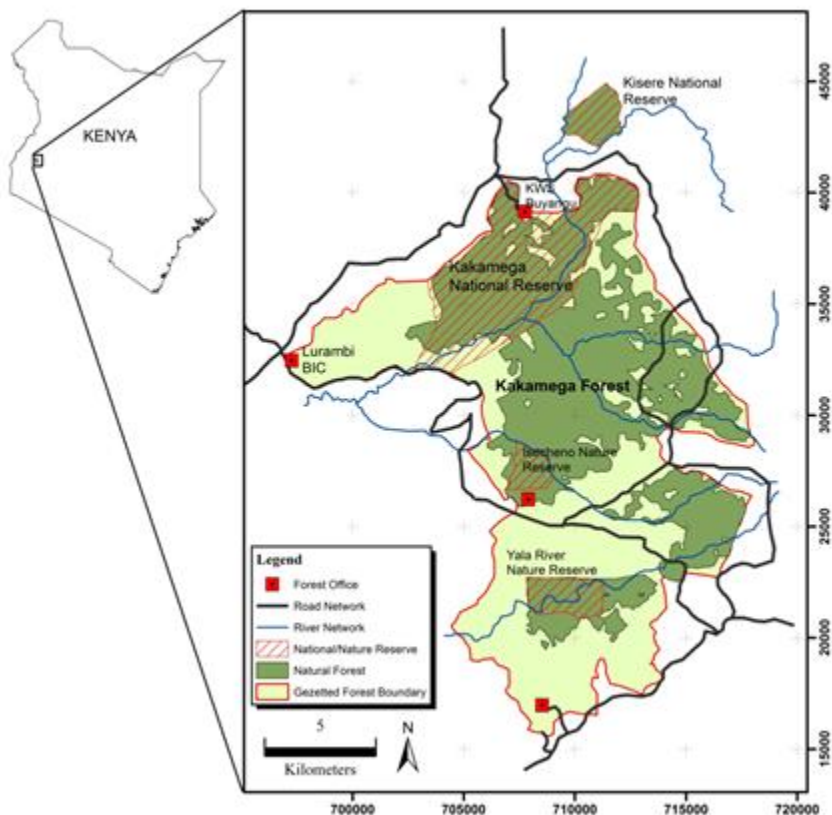 KENYA
Kisere National
Reserve
KWS
Buyangu
Kakamega
National Reserve
Lurambi
BIC
Kakamega Forest
Isecheno Nature
Reserve
Yala River
Nature Reserve
Legend
Forest Office
Road Network
River Network
National/Nature Reserve
Natural Forest
Gezetted Forest Boundary
5
Kilometers
N
45000
40000
35000
30000
25000
20000
15000
700000
705000
710000
715000
720000